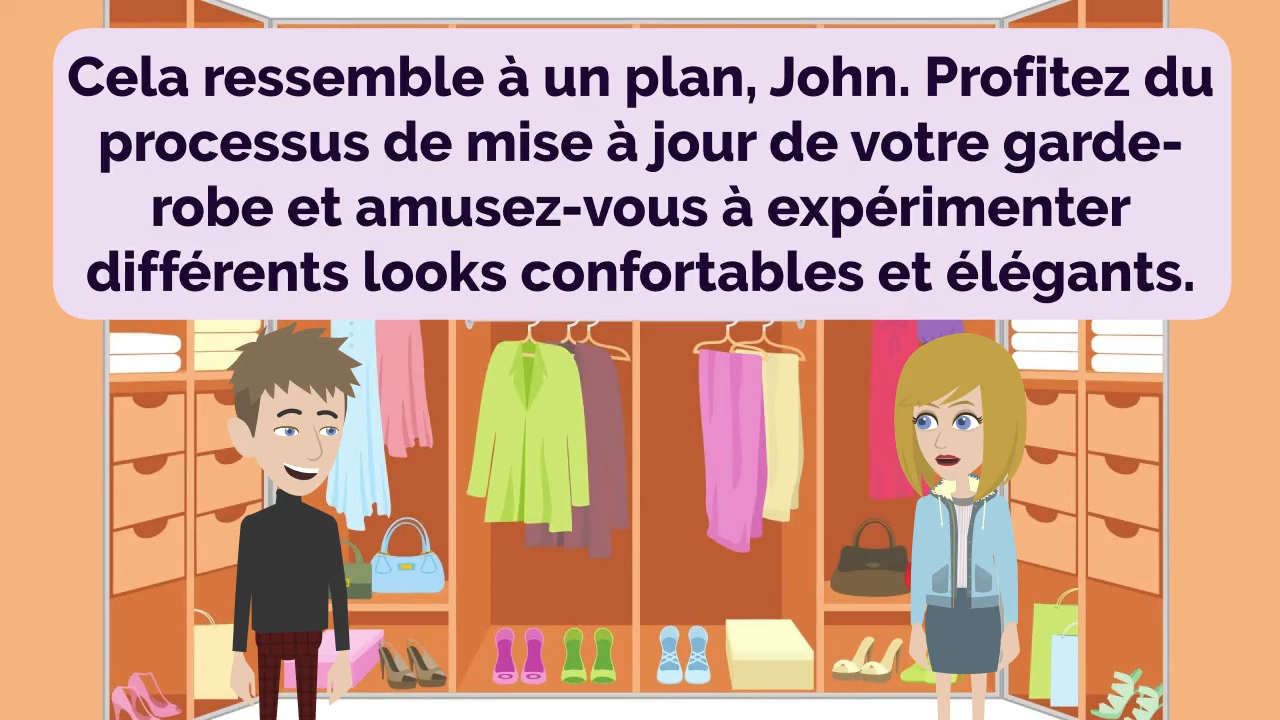 Cela ressemble à un plan, John. Profitez du
processus de mise à jour de votre garde-
robe et amusez-vous à expérimenter
différents looks confortables et élégants.